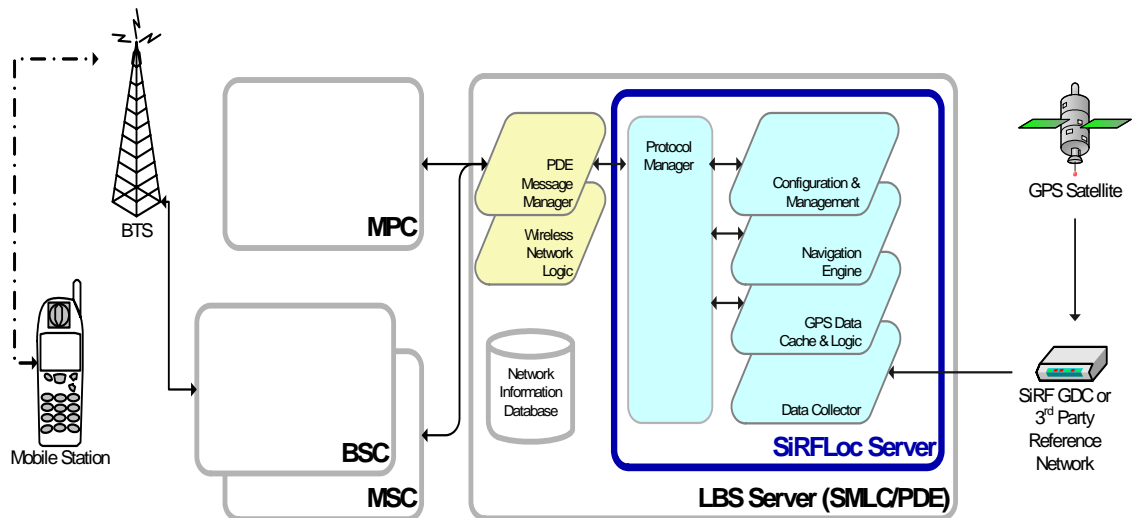 BTS
Mobile Station
MPC
BSC
MSC
PDE
Message
Manager
Wireless
Network
Logic
Network
Information
Database
Protocol
Manager
Configuration &
Management
Navigation
Engine
GPS Data
Cache & Logic
Data Collector
SiRFLoc Server
LBS Server (SMLC/PDE)
GPS Satellite
SiRF GDC or
3rd Party
Reference
Network